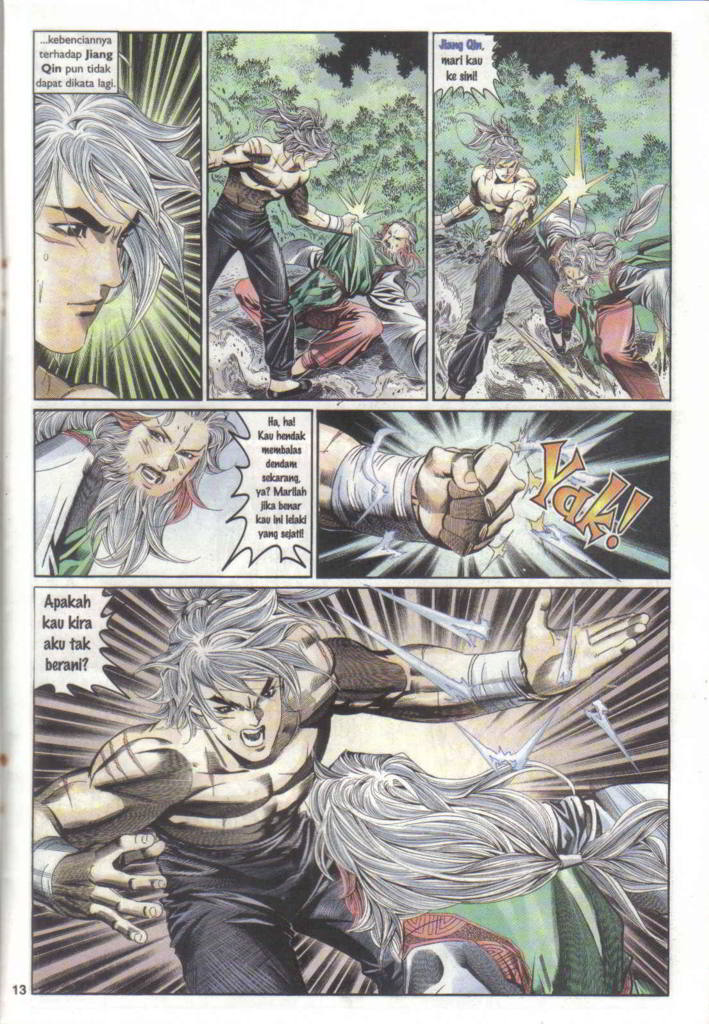 ...kebenciannya
terhadap Jiang
Qin pun tidak
dapat dikata lagi.
Jiang Qin,
mari kau
ke sini!
Ha, ha!
Kau hendak
membalas
dendam
sekarang,
ya? Marilah
jika benar
kau ini lelaki
yang sejati!
Yak!
Apakah
kau kira
aku tak
berani?
13